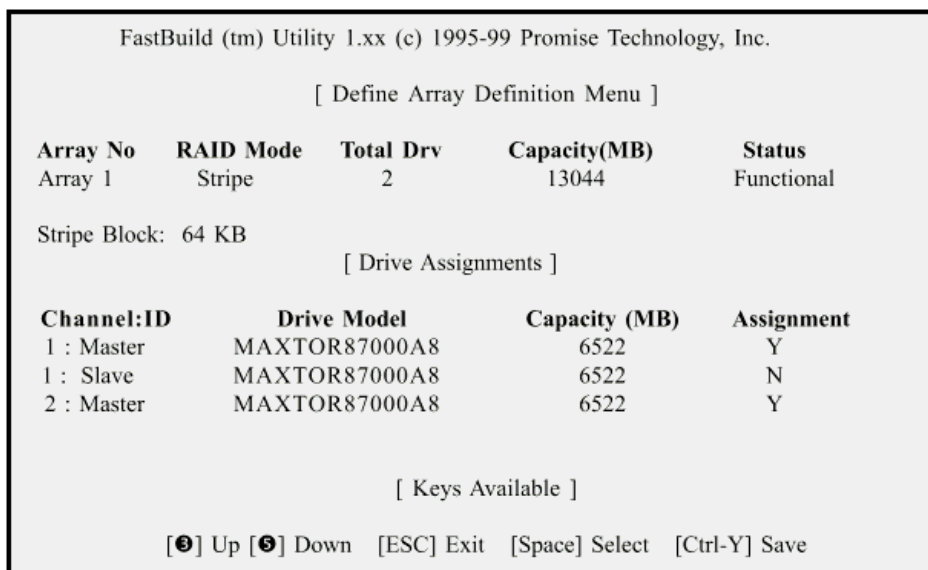 FastBuild (tm) Utility 1.xx (c) 1995-99 Promise Technology, Inc.
[ Define Array Definition Menu ]
Array No RAID Mode Total Drv Capacity(MB) Status
Array 1 Stripe 2 13044 Functional
Stripe Block: 64 KB
[ Drive Assignments ]
Channel:ID Drive Model Capacity (MB) Assignment
1 : Master MAXTOR87000A8 6522 Y
1 : Slave MAXTOR87000A8 6522 N
2 : Master MAXTOR87000A8 6522 Y
[ Keys Available ]
[❸] Up [❺] Down [ESC] Exit [Space] Select [Ctrl-Y] Save